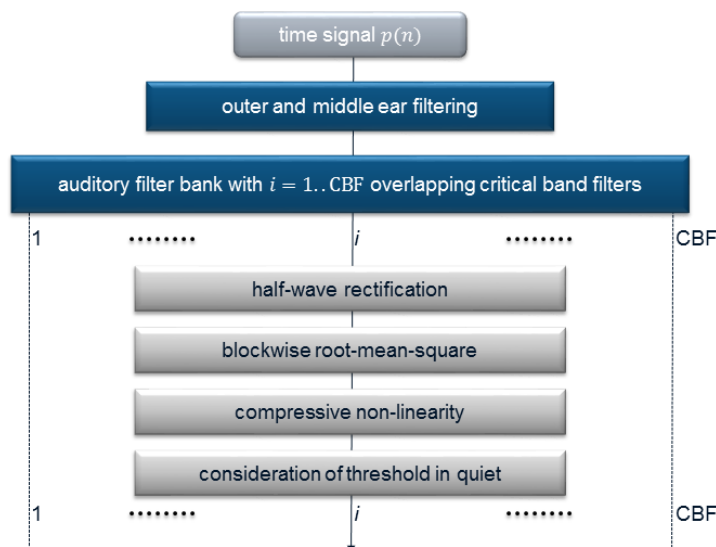 time signal p(n)
outer and middle ear filtering
auditory filter bank with i = 1..CBF overlapping critical band filters
1 ........ i ........ CBF
half-wave rectification
blockwise root-mean-square
compressive non-linearity
consideration of threshold in quiet
1 ........ i ........ CBF